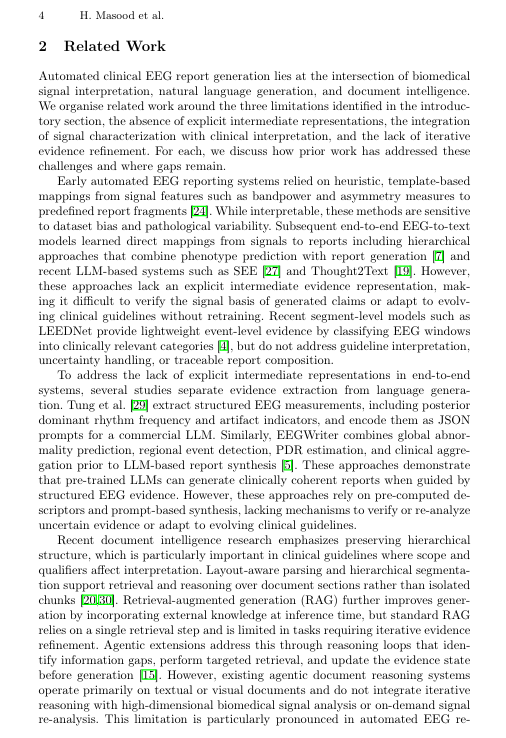 4 H. Masood et al.
2 Related Work
Automated clinical EEG report generation lies at the intersection of biomedical
signal interpretation, natural language generation, and document intelligence.
We organise related work around the three limitations identified in the introduc-
tory section, the absence of explicit intermediate representations, the integration
of signal characterization with clinical interpretation, and the lack of iterative
evidence refinement. For each, we discuss how prior work has addressed these
challenges and where gaps remain.
Early automated EEG reporting systems relied on heuristic, template-based
mappings from signal features such as bandpower and asymmetry measures to
predefined report fragments [24]. While interpretable, these methods are sensitive
to dataset bias and pathological variability. Subsequent end-to-end EEG-to-text
models learned direct mappings from signals to reports including hierarchical
approaches that combine phenotype prediction with report generation [7] and
recent LLM-based systems such as SEE [27] and Thought2Text [19]. However,
these approaches lack an explicit intermediate evidence representation, mak-
ing it difficult to verify the signal basis of generated claims or adapt to evolv-
ing clinical guidelines without retraining. Recent segment-level models such as
LEEDNet provide lightweight event-level evidence by classifying EEG windows
into clinically relevant categories [4], but do not address guideline interpretation,
uncertainty handling, or traceable report composition.
To address the lack of explicit intermediate representations in end-to-end
systems, several studies separate evidence extraction from language genera-
tion. Tung et al. [29] extract structured EEG measurements, including posterior
dominant rhythm frequency and artifact indicators, and encode them as JSON
prompts for a commercial LLM. Similarly, EEGWriter combines global abnor-
mality prediction, regional event detection, PDR estimation, and clinical aggre-
gation prior to LLM-based report synthesis [5]. These approaches demonstrate
that pre-trained LLMs can generate clinically coherent reports when guided by
structured EEG evidence. However, these approaches rely on pre-computed de-
scriptors and prompt-based synthesis, lacking mechanisms to verify or re-analyze
uncertain evidence or adapt to evolving clinical guidelines.
Recent document intelligence research emphasizes preserving hierarchical
structure, which is particularly important in clinical guidelines where scope and
qualifiers affect interpretation. Layout-aware parsing and hierarchical segmenta-
tion support retrieval and reasoning over document sections rather than isolated
chunks [20,30]. Retrieval-augmented generation (RAG) further improves gener-
ation by incorporating external knowledge at inference time, but standard RAG
relies on a single retrieval step and is limited in tasks requiring iterative evidence
refinement. Agentic extensions address this through reasoning loops that iden-
tify information gaps, perform targeted retrieval, and update the evidence state
before generation [15]. However, existing agentic document reasoning systems
operate primarily on textual or visual documents and do not integrate iterative
reasoning with high-dimensional biomedical signal analysis or on-demand signal
re-analysis. This limitation is particularly pronounced in automated EEG re-